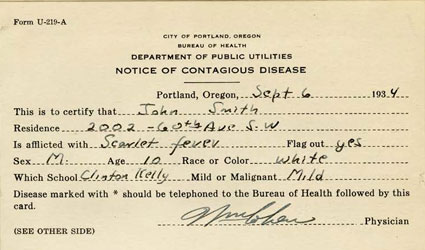 Form U-219-A
CITY OF PORTLAND, OREGON
BUREAU OF HEALTH
DEPARTMENT OF PUBLIC UTILITIES
NOTICE OF CONTAGIOUS DISEASE
Portland, Oregon, Sept 6 1934
This is to certify that John Smith
Residence 2002-60th Ave S.W
Is afflicted with Scarlet fever Flag out yes
Sex M. Age 10 Race or Color white
Which School Clinton Kelly Mild or Malignant Mild
Disease marked with * should be telephoned to the Bureau of Health followed by this
card.
Physician
(SEE OTHER SIDE)